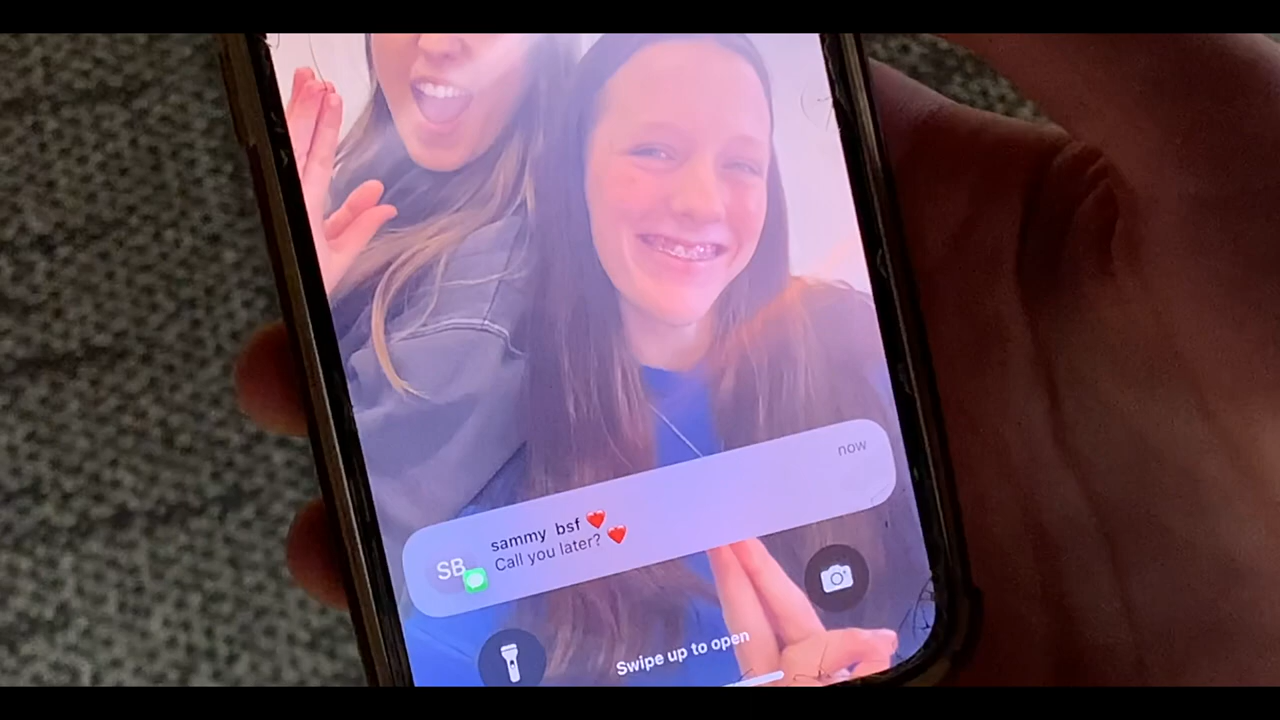 now
sammy bsf ❤️
SB
Call you later? ❤️
Swipe up to open